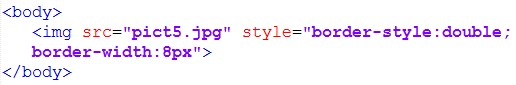 <body>
<img src="pict5.jpg" style="border-style:double;
border-width:8px">
</body>